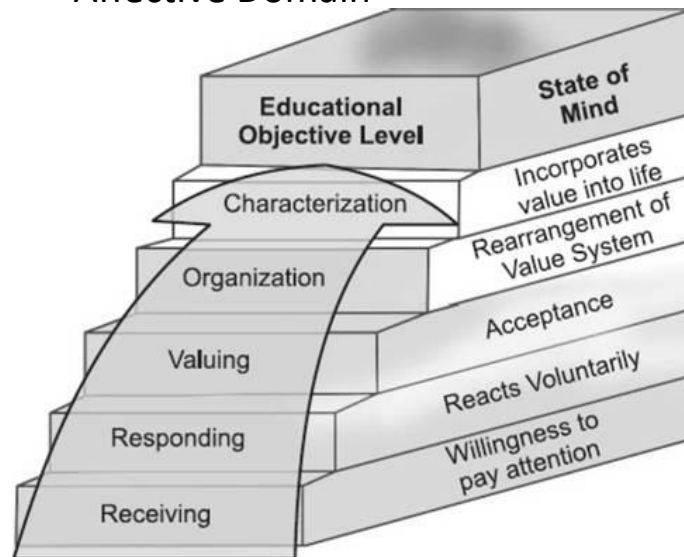 Affective Domain
Educational
Objective Level
State of
Mind
Characterization
Incorporates
value into life
Organization
Rearrangement of
Value System
Valuing
Acceptance
Responding
Reacts Voluntarily
Receiving
Willingness to
pay attention